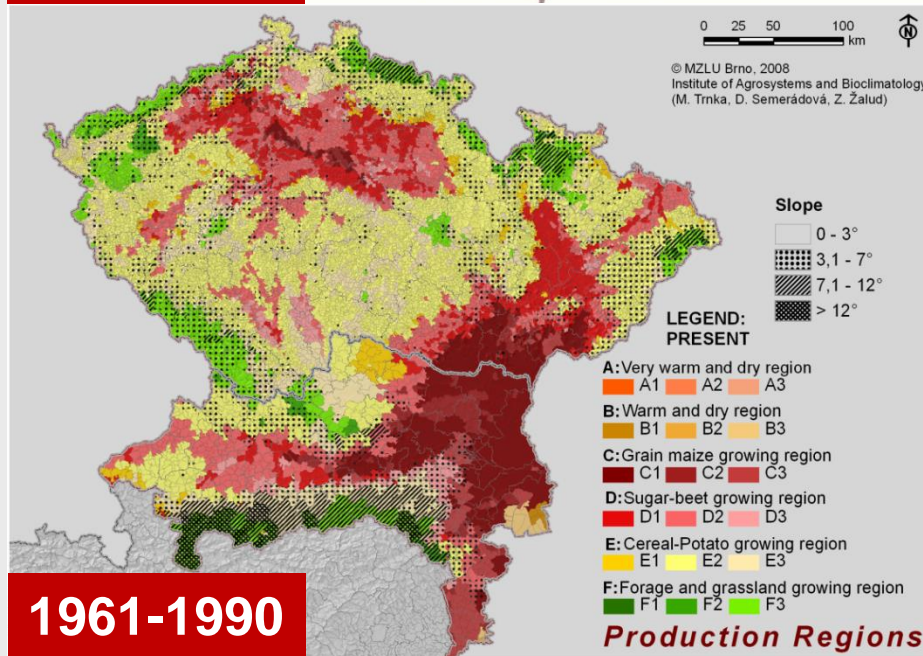 0 25 50 100
km
N
© MZLU Brno, 2008
Institute of Agrosystems and Bioclimatology
(M. Trnka, D. Semerádová, Z. Žalud)
Slope
0 - 3°
3,1 - 7°
7,1 - 12°
> 12°
LEGEND:
PRESENT
A:Very warm and dry region
A1 A2 A3
B:Warm and dry region
B1 B2 B3
C:Grain maize growing region
C1 C2 C3
D:Sugar-beet growing region
D1 D2 D3
E:Cereal-Potato growing region
E1 E2 E3
F:Forage and grassland growing region
F1 F2 F3
1961-1990
Production Regions